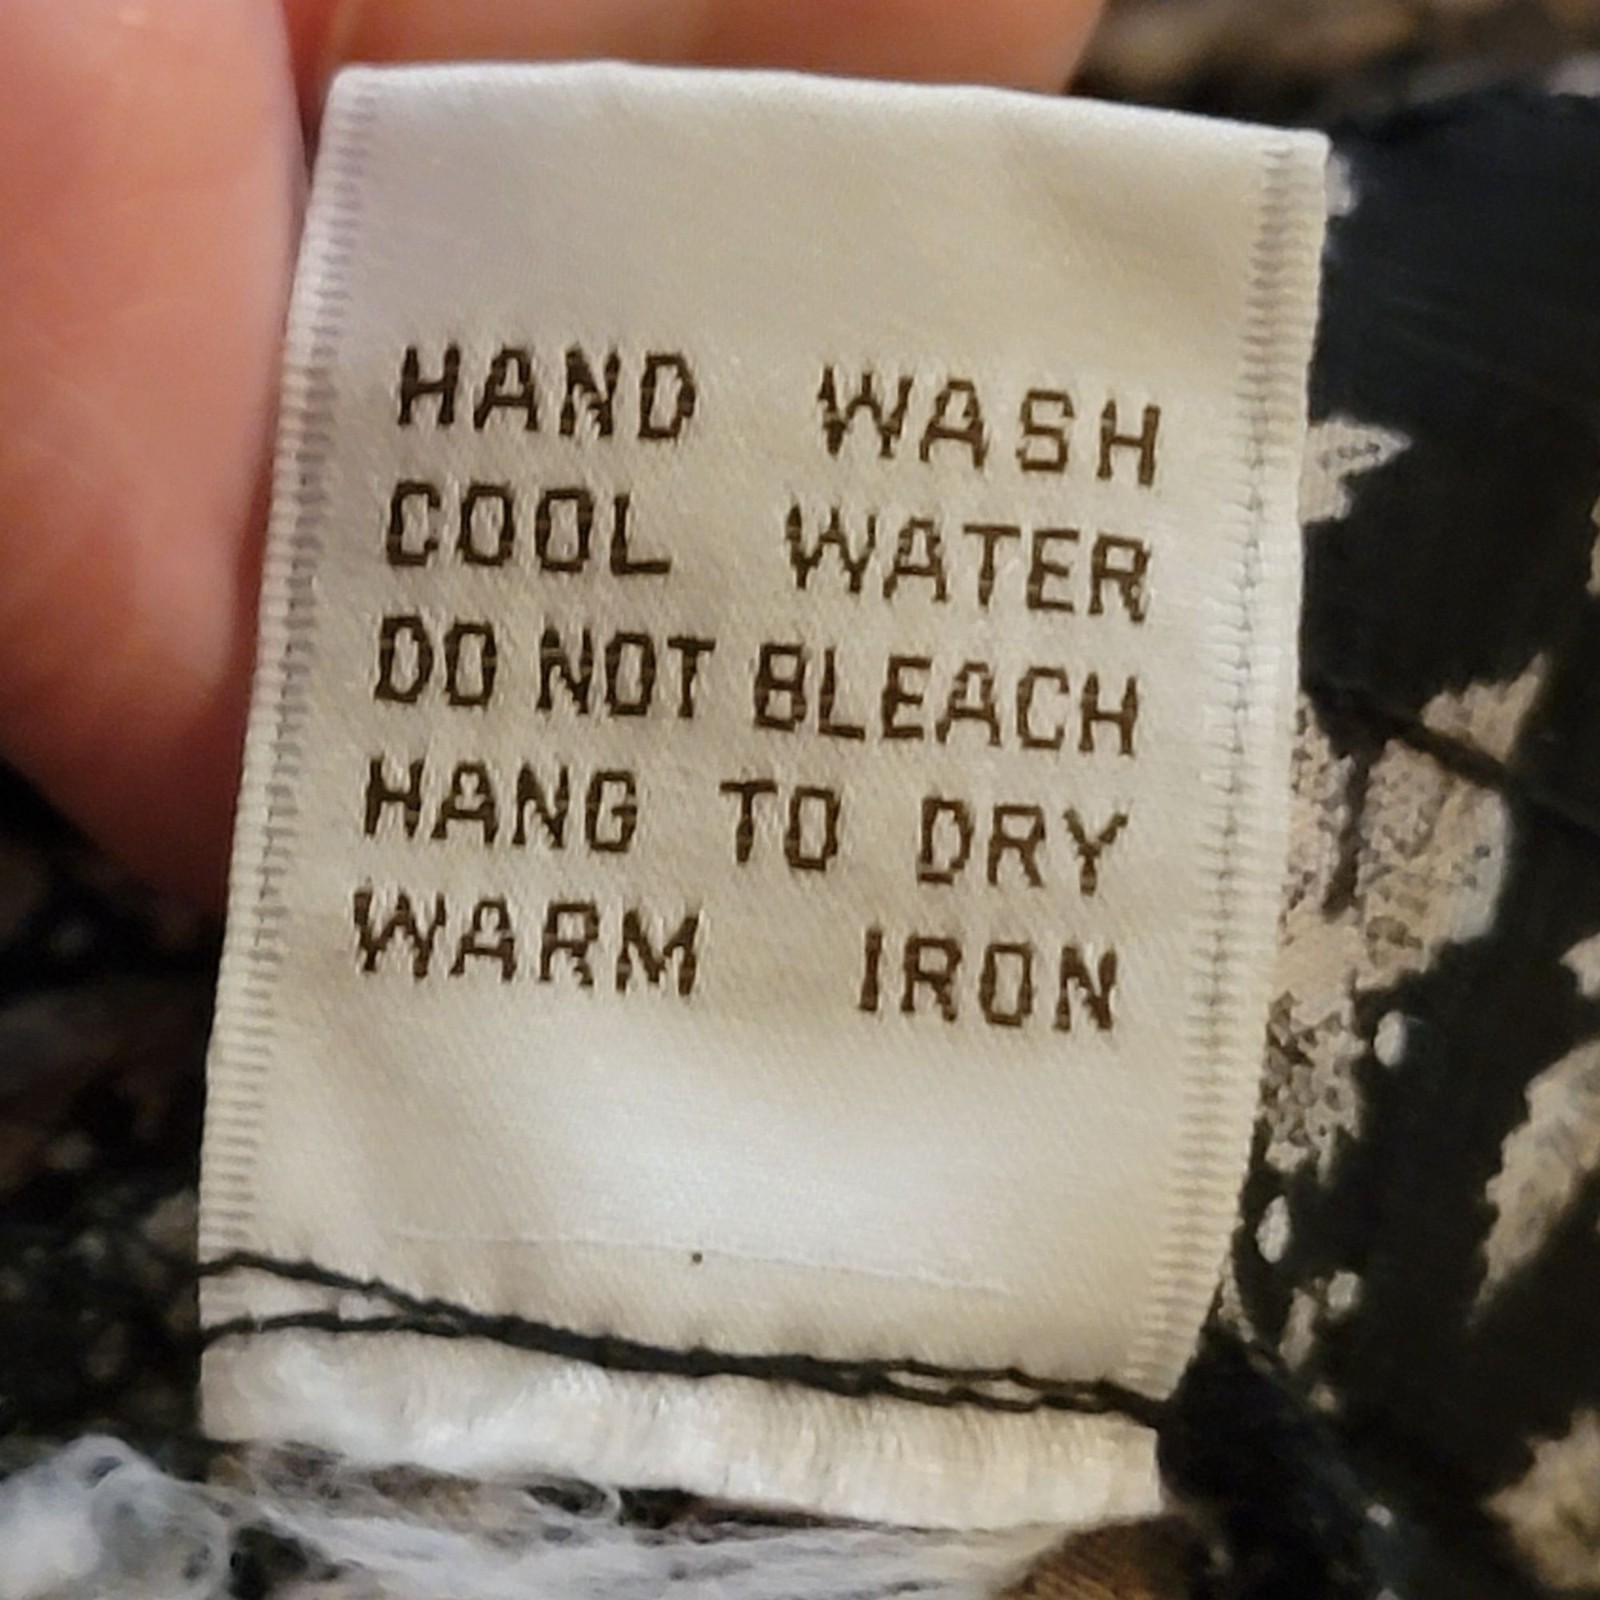 HAND WASH
COOL WATER
DO NOT BLEACH
HANG TO DRY
WARM IRON